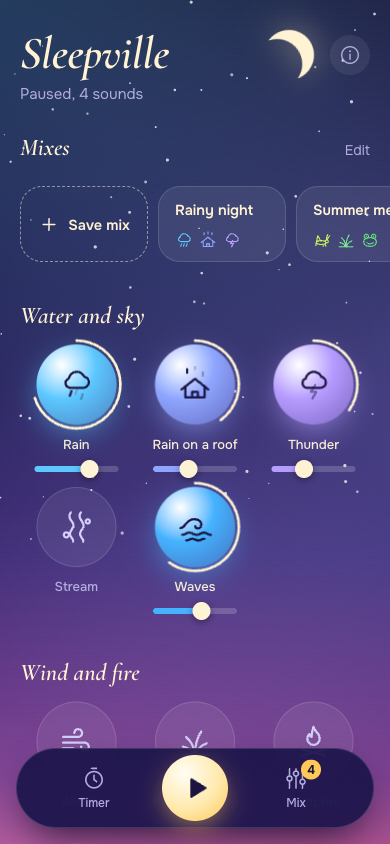 Sleepville
Paused, 4 sounds
Mixes
Edit
Save mix
Rainy night
Summer me
Water and sky
Rain
Rain on a roof
Thunder
Stream
Waves
Wind and fire
Timer
4
Mix